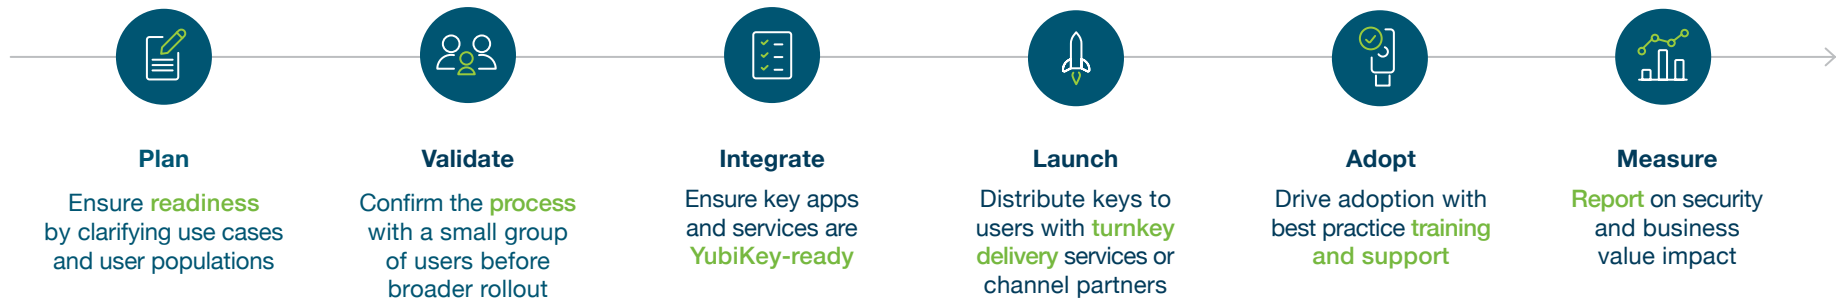 Plan
Ensure readiness
by clarifying use cases
and user populations
Validate
Confirm the process
with a small group
of users before
broader rollout
Integrate
Ensure key apps
and services are
YubiKey-ready
Launch
Distribute keys to
users with turnkey
delivery services or
channel partners
Adopt
Drive adoption with
best practice training
and support
Measure
Report on security
and business
value impact